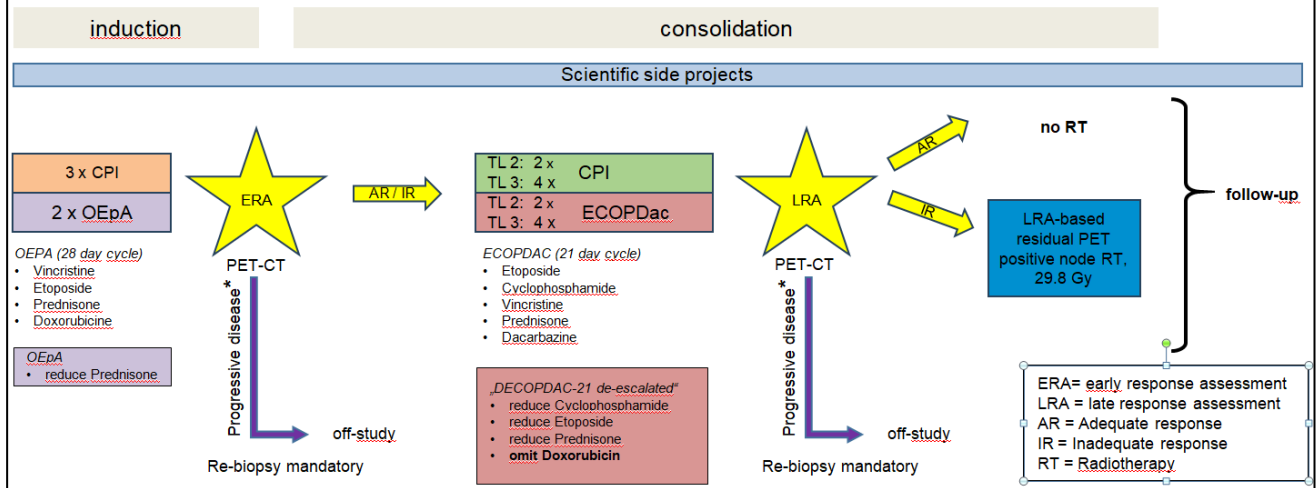 induction
consolidation
Scientific side projects
3 x CPI
2 x OEpA
OEPA (28 day cycle)
• Vincristine
• Etoposide
• Prednisone
• Doxorubicine
OEpA
• reduce Prednisone
ERA
PET-CT
Progressive disease*
off-study
Re-biopsy mandatory
AR / IR
TL 2: 2 x
TL 3: 4 x
CPI
TL 2: 2 x
TL 3: 4 x
ECOPDac
ECOPDAC (21 day cycle)
• Etoposide
• Cyclophosphamide
• Vincristine
• Prednisone
• Dacarbazine
„DECOPDAC-21 de-escalated“
• reduce Cyclophosphamide
• reduce Etoposide
• reduce Prednisone
• omit Doxorubicin
LRA
PET-CT
Progressive disease*
off-study
Re-biopsy mandatory
AR
IR
no RT
LRA-based
residual PET
positive node RT,
29.8 Gy
follow-up
ERA= early response assessment
LRA = late response assessment
AR = Adequate response
IR = Inadequate response
RT = Radiotherapy